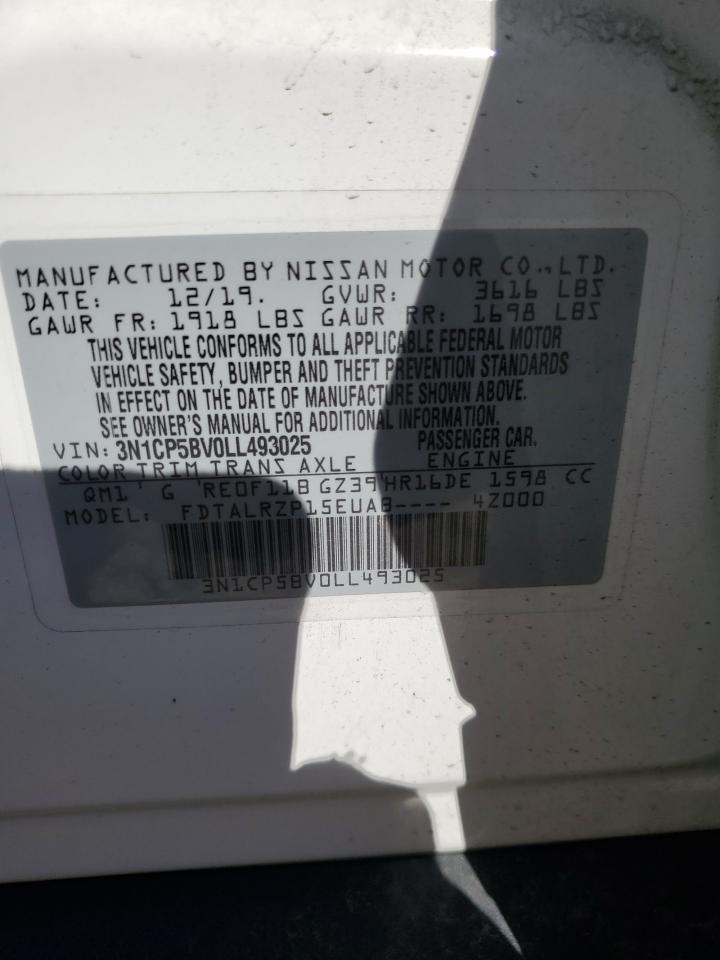 MANUFACTURED BY NISSAN MOTOR CO., LTD.
DATE: 12/19. GVWR: 3616 LBS
GAWR FR: 1918 LBS GAWR RR: 1698 LBS
THIS VEHICLE CONFORMS TO ALL APPLICABLE FEDERAL MOTOR
VEHICLE SAFETY, BUMPER AND THEFT PREVENTION STANDARDS
IN EFFECT ON THE DATE OF MANUFACTURE SHOWN ABOVE.
SEE OWNER'S MANUAL FOR ADDITIONAL INFORMATION.
VIN: 3N1CP5BV0LL493025 PASSENGER CAR.
COLOR TRIM TRANS AXLE ENGINE
QM1 ' G 'RE0F11B GZ39'HR16DE 1598 CC
MODEL: FDTALRZP15EUA8---- 4Z000
3N1CP5BV0LL493025